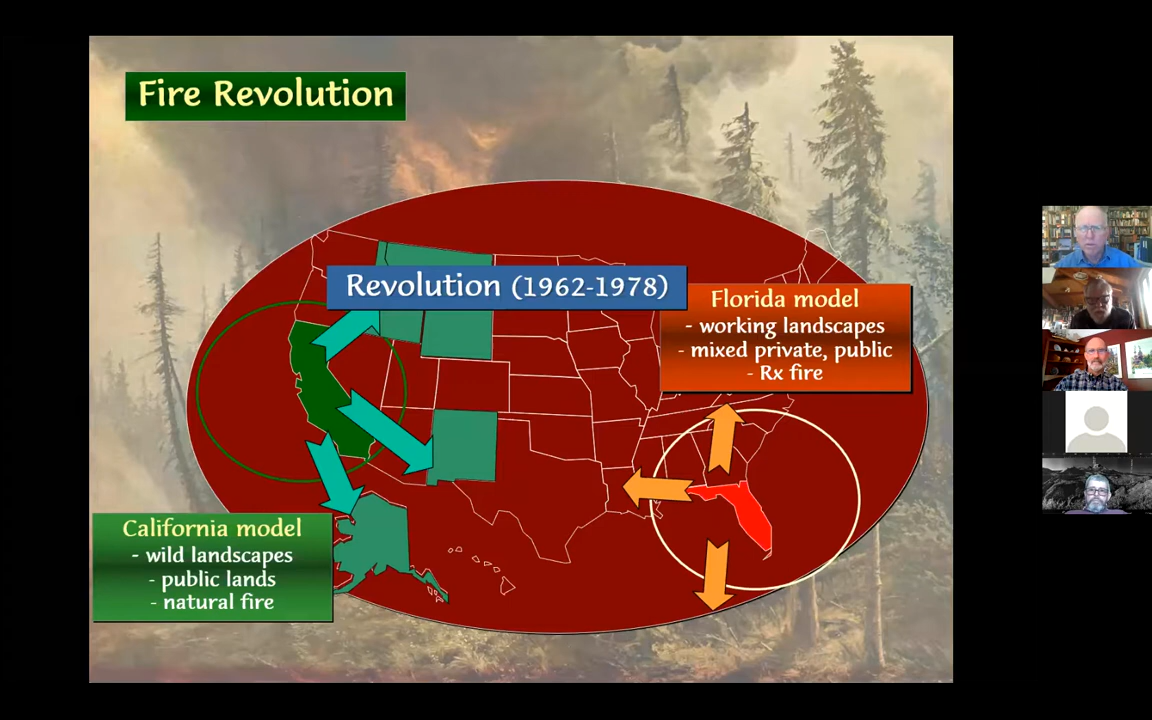 Fire Revolution
Revolution (1962-1978)
Florida model
- working landscapes
- mixed private, public
- Rx fire
California model
- wild landscapes
- public lands
- natural fire